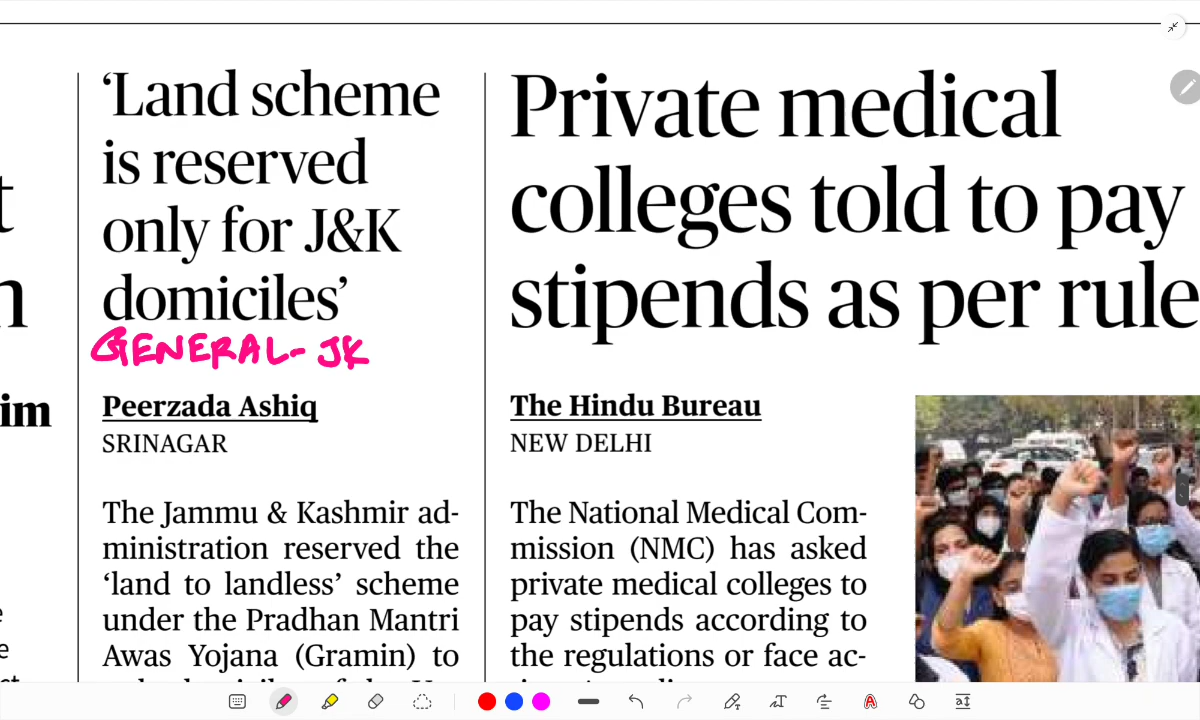 ‘Land scheme
is reserved
only for J&K
domiciles’
GENERAL- JK
Peerzada Ashiq
SRINAGAR
The Jammu & Kashmir ad-
ministration reserved the
‘land to landless’ scheme
under the Pradhan Mantri
Awas Yojana (Gramin) to
Private medical
colleges told to pay
stipends as per rule
The Hindu Bureau
NEW DELHI
The National Medical Com-
mission (NMC) has asked
private medical colleges to
pay stipends according to
the regulations or face ac-